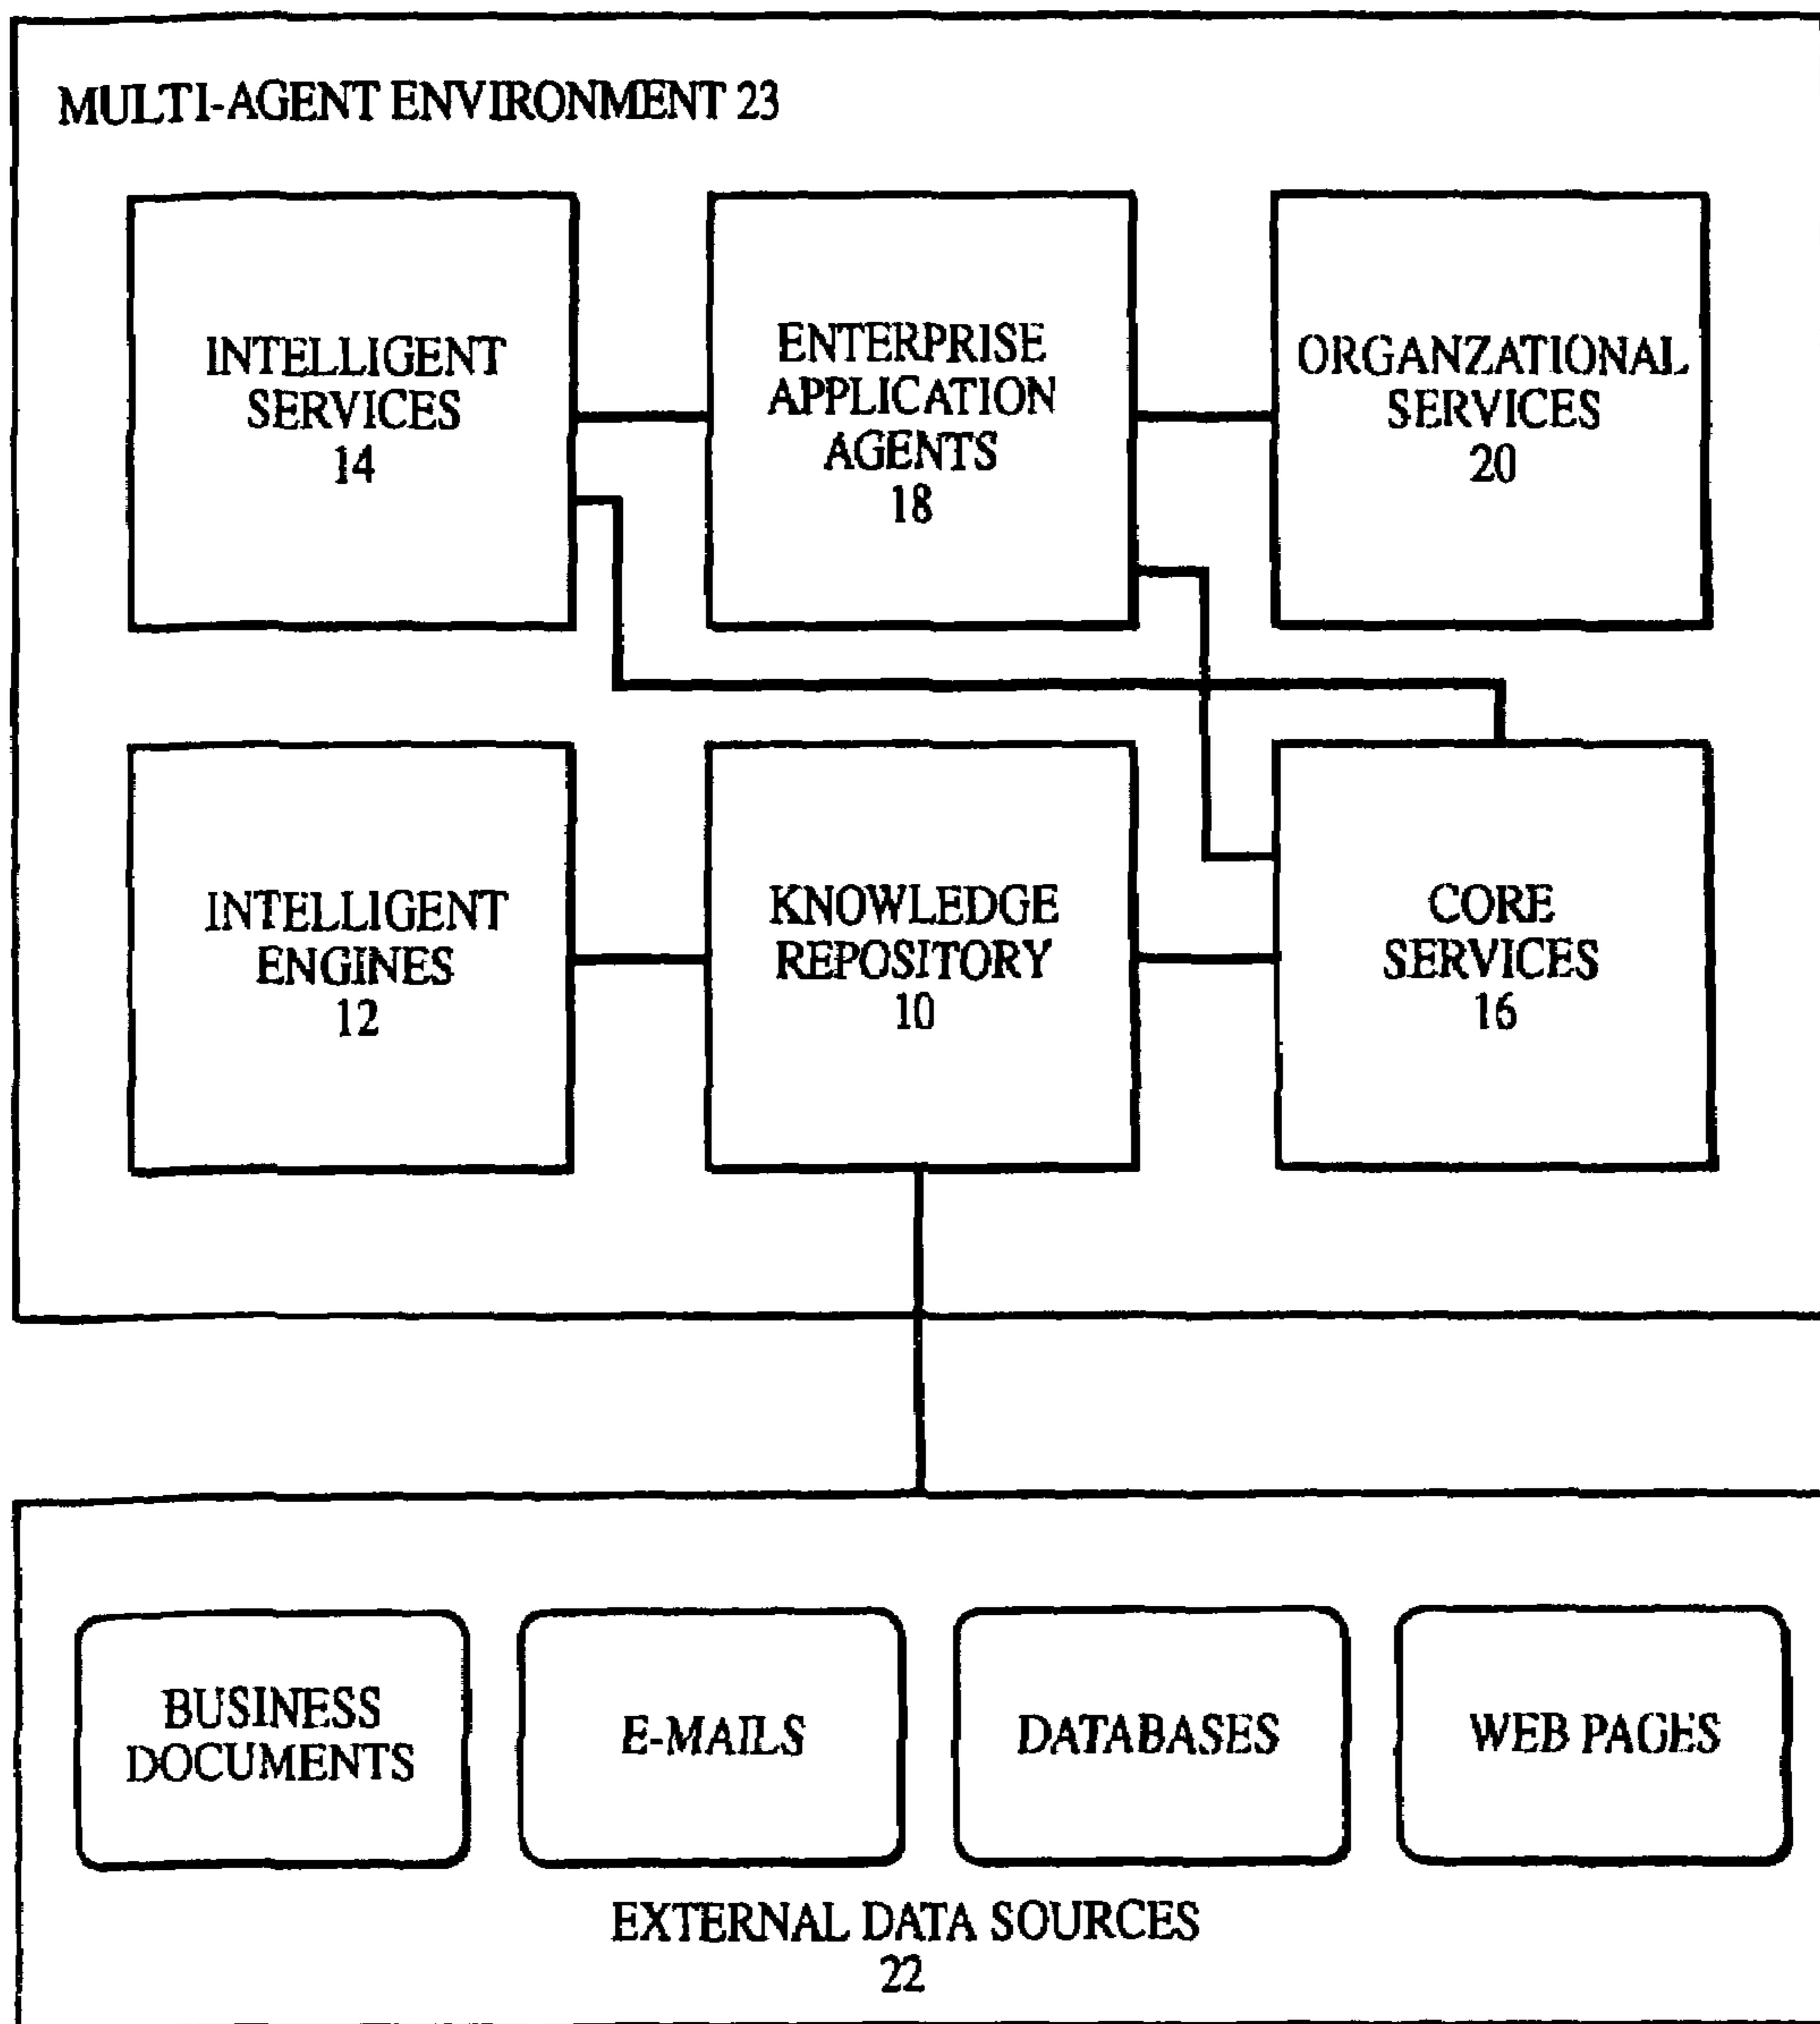 MULTI-AGENT ENVIRONMENT 23
INTELLIGENT
SERVICES
14
ENTERPRISE
APPLICATION
AGENTS
18
ORGANZATIONAL
SERVICES
20
INTELLIGENT
ENGINES
12
KNOWLEDGE
REPOSITORY
10
CORE
SERVICES
16
BUSINESS
DOCUMENTS
E-MAILS
DATABASES
WEB PAGES
EXTERNAL DATA SOURCES
22